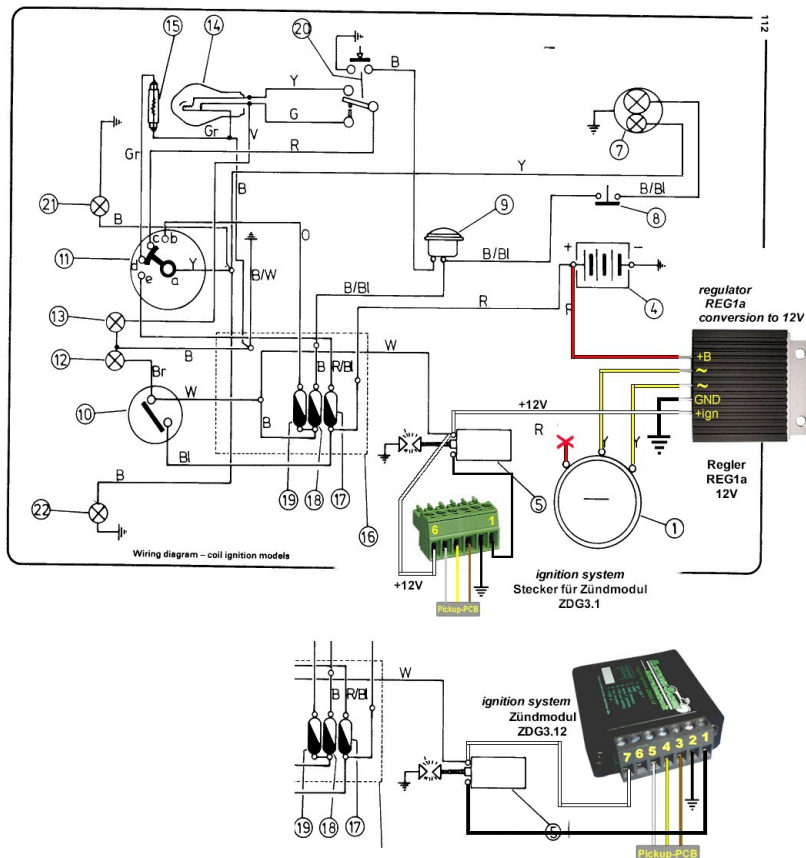 112
15
14
20
B
Y
G
Gr
V
R
Gr
7
Y
B
B/Bl
21
B
9
8
c
b
O
11
d
Y
a
e
B/W
B/Bl
B/Bl
+
−
4
R
R
regulator
REG1a
conversion to 12V
13
12
B
W
B
R/Bl
+B
~
~
GND
+ign
Br
W
10
B
+12V
R
Y
Y
Regler
REG1a
12V
Bl
B
19
18
17
16
5
1
22
6
1
Wiring diagram – coil ignition models
+12V
Pickup-PCB
ignition system
Stecker für Zündmodul
ZDG3.1
B
R/Bl
W
ignition system
Zündmodul
ZDG3.12
7
6
5
4
3
2
1
19
18
17
5
Pickup-PCB